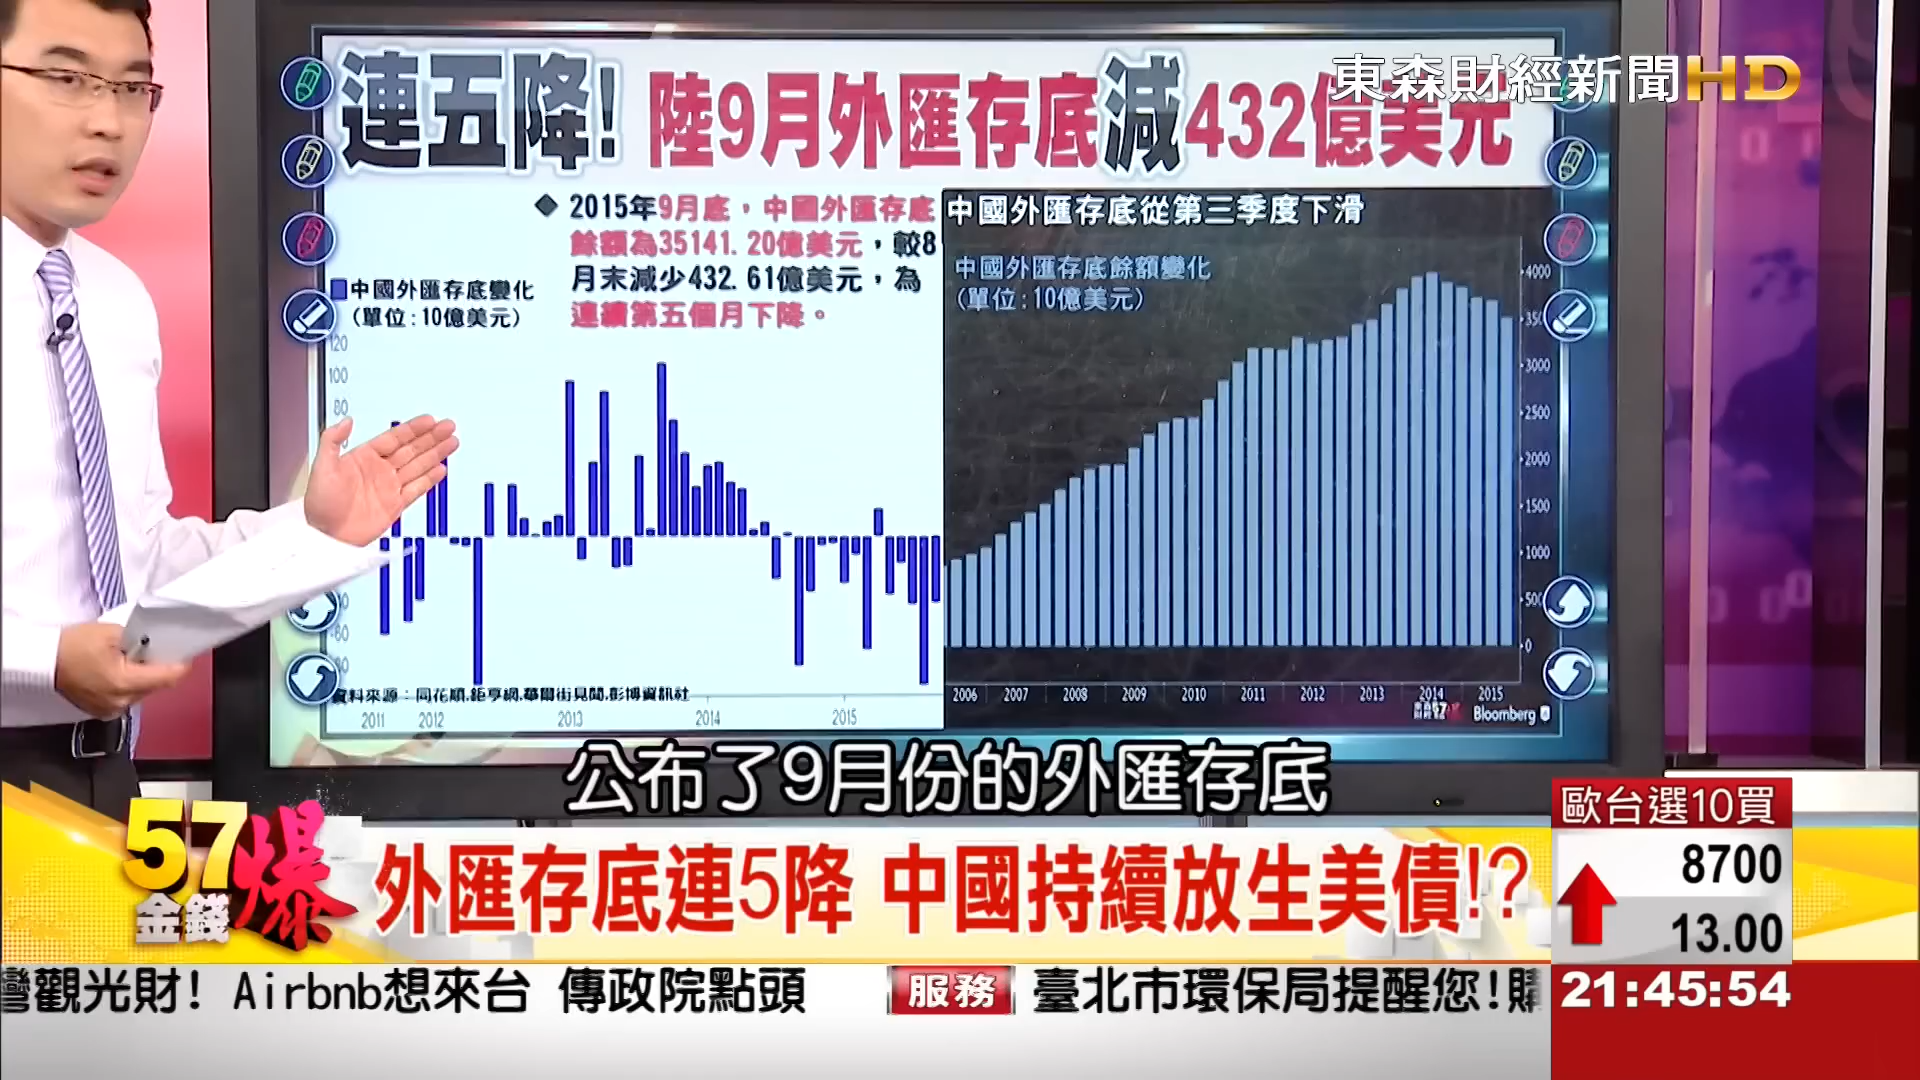 東森財經新聞HD
連五降! 陸9月外匯存底減432億美元
◆ 2015年9月底，中國外匯存底
餘額為35141.20億美元，較8
月末減少432.61億美元，為
連續第五個月下降。
中國外匯存底變化
(單位:10億美元)
120
100
80
資料來源：同花順.鉅亨網.華爾街見聞.彭博資訊社
2011 2012 2013 2014 2015
中國外匯存底從第三季度下滑
中國外匯存底餘額變化
(單位:10億美元)
4000
3000
2500
2000
1500
1000
500
0
2006 2007 2008 2009 2010 2011 2012 2013 2014 2015
Bloomberg
公布了9月份的外匯存底
57
金錢爆
外匯存底連5降 中國持續放生美債!?
歐台選10買
8700
13.00
灣觀光財! Airbnb想來台 傳政院點頭
服務
臺北市環保局提醒您!購
21:45:54